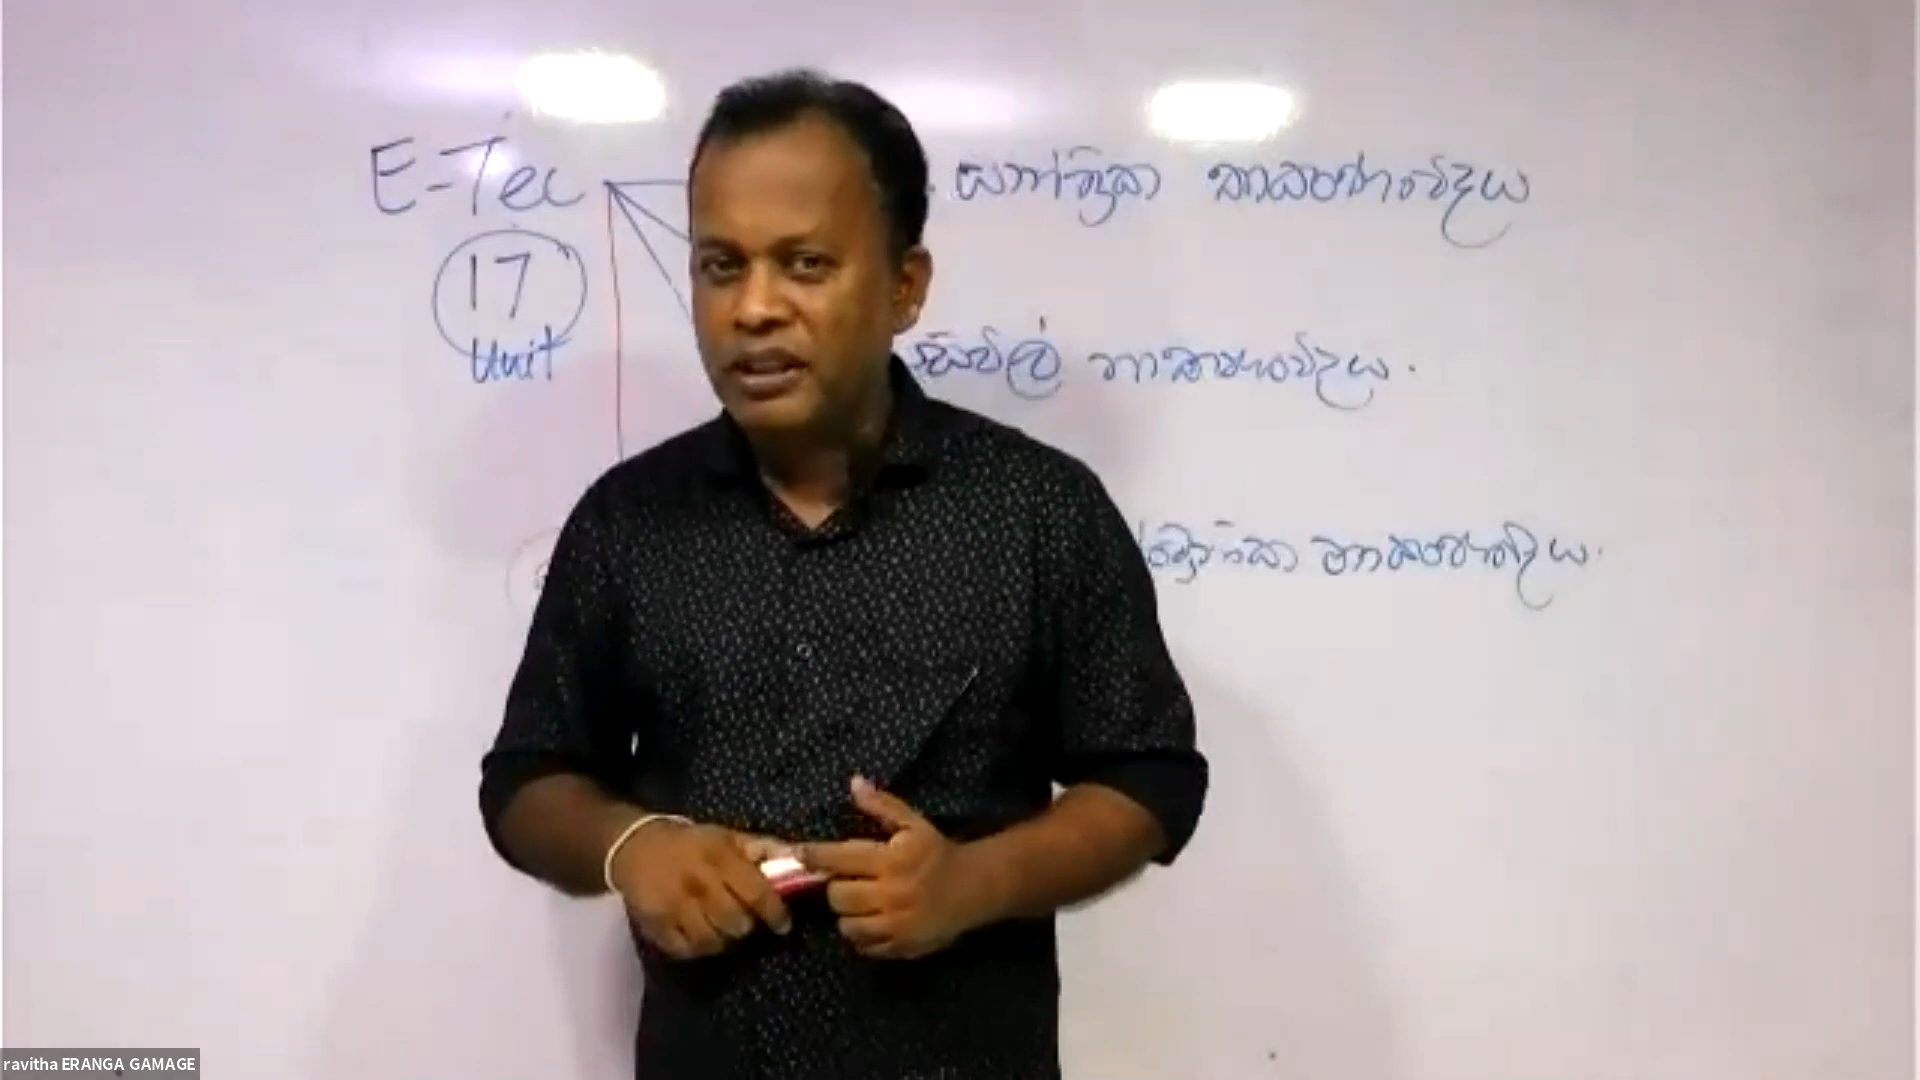 E-Tec
යාන්ත්‍රික තාක්ෂණවේදය
17
Unit
සිවිල් තාක්ෂණවේදය.
තාක්ෂණවේදය.
ravitha ERANGA GAMAGE